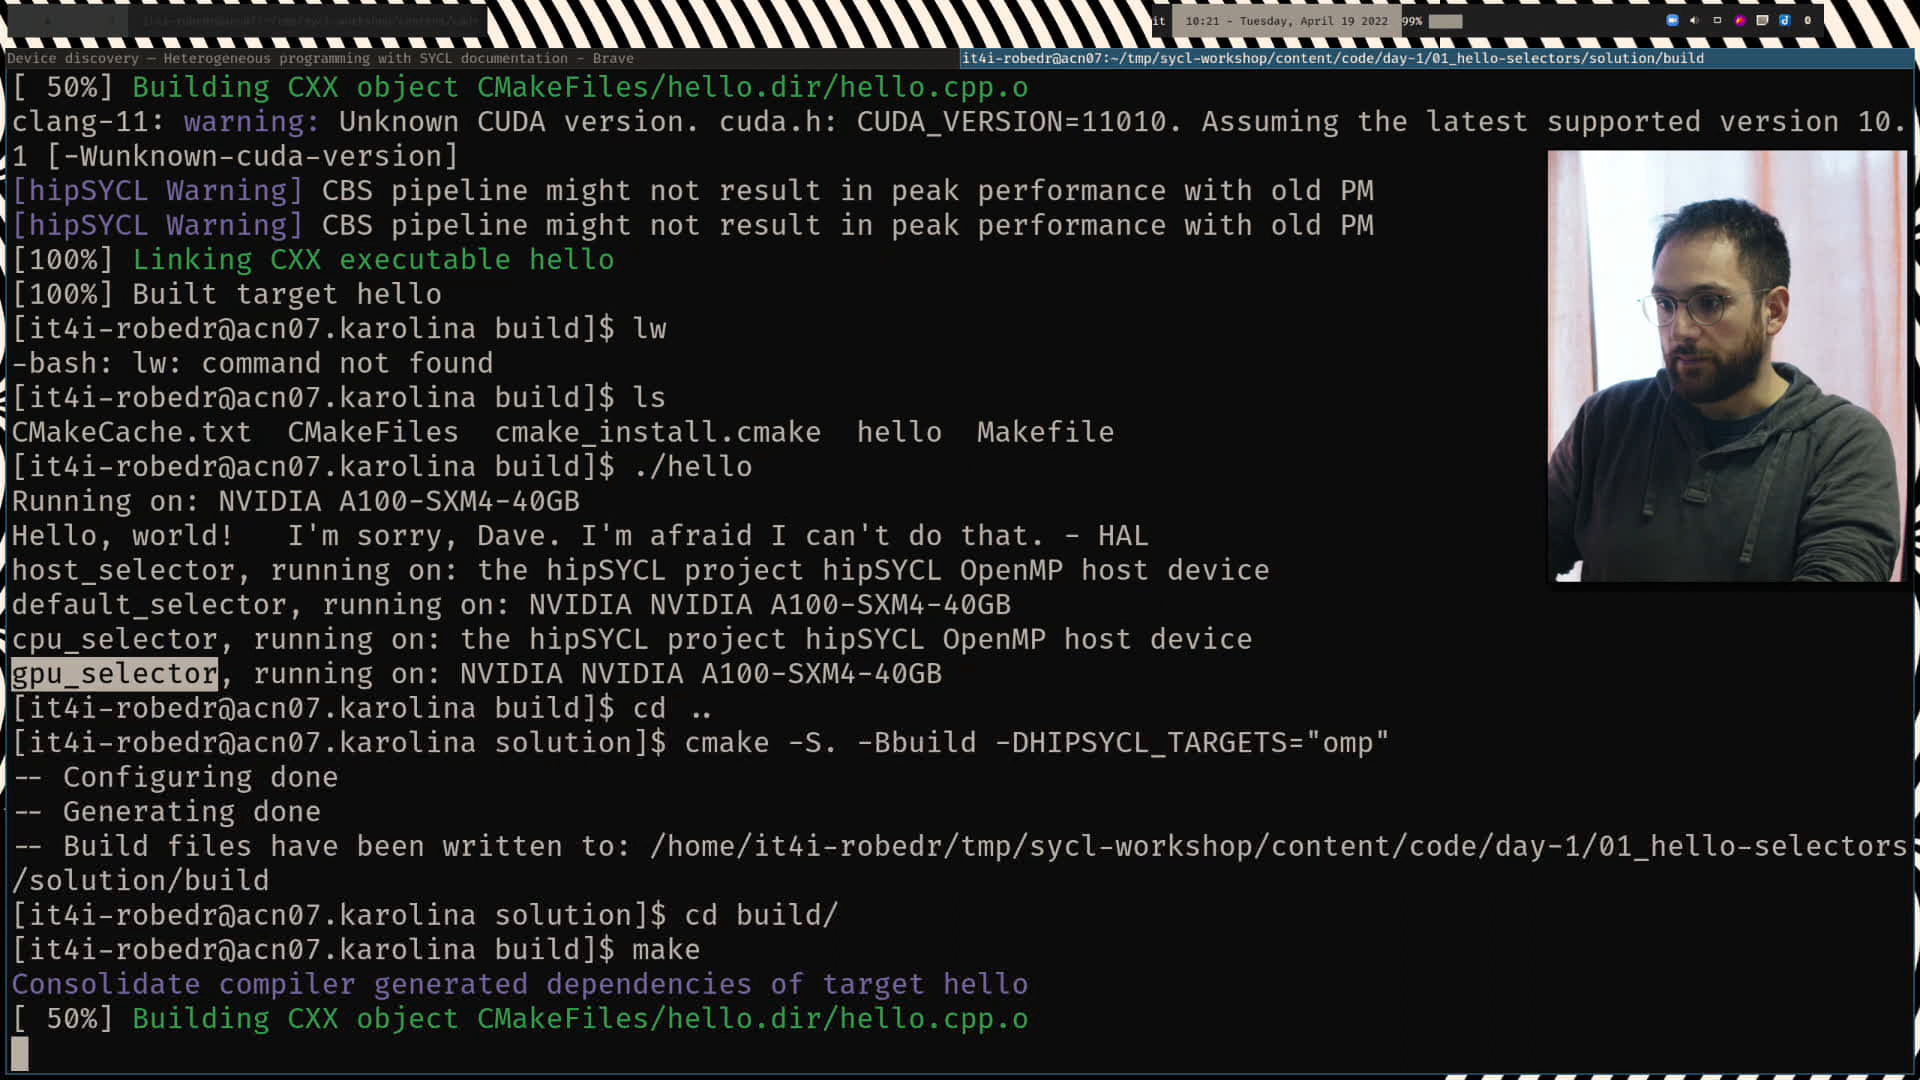 it 10:21 - Tuesday, April 19 2022 99%
Device discovery — Heterogeneous programming with SYCL documentation - Brave
it4i-robedr@acn07:~/tmp/sycl-workshop/content/code/day-1/01_hello-selectors/solution/build
[ 50%] Building CXX object CMakeFiles/hello.dir/hello.cpp.o
clang-11: warning: Unknown CUDA version. cuda.h: CUDA_VERSION=11010. Assuming the latest supported version 10.
1 [-Wunknown-cuda-version]
[hipSYCL Warning] CBS pipeline might not result in peak performance with old PM
[hipSYCL Warning] CBS pipeline might not result in peak performance with old PM
[100%] Linking CXX executable hello
[100%] Built target hello
[it4i-robedr@acn07.karolina build]$ lw
-bash: lw: command not found
[it4i-robedr@acn07.karolina build]$ ls
CMakeCache.txt  CMakeFiles  cmake_install.cmake  hello  Makefile
[it4i-robedr@acn07.karolina build]$ ./hello
Running on: NVIDIA A100-SXM4-40GB
Hello, world!   I'm sorry, Dave. I'm afraid I can't do that. - HAL
host_selector, running on: the hipSYCL project hipSYCL OpenMP host device
default_selector, running on: NVIDIA NVIDIA A100-SXM4-40GB
cpu_selector, running on: the hipSYCL project hipSYCL OpenMP host device
gpu_selector, running on: NVIDIA NVIDIA A100-SXM4-40GB
[it4i-robedr@acn07.karolina build]$ cd ..
[it4i-robedr@acn07.karolina solution]$ cmake -S. -Bbuild -DHIPSYCL_TARGETS="omp"
-- Configuring done
-- Generating done
-- Build files have been written to: /home/it4i-robedr/tmp/sycl-workshop/content/code/day-1/01_hello-selectors
/solution/build
[it4i-robedr@acn07.karolina solution]$ cd build/
[it4i-robedr@acn07.karolina build]$ make
Consolidate compiler generated dependencies of target hello
[ 50%] Building CXX object CMakeFiles/hello.dir/hello.cpp.o